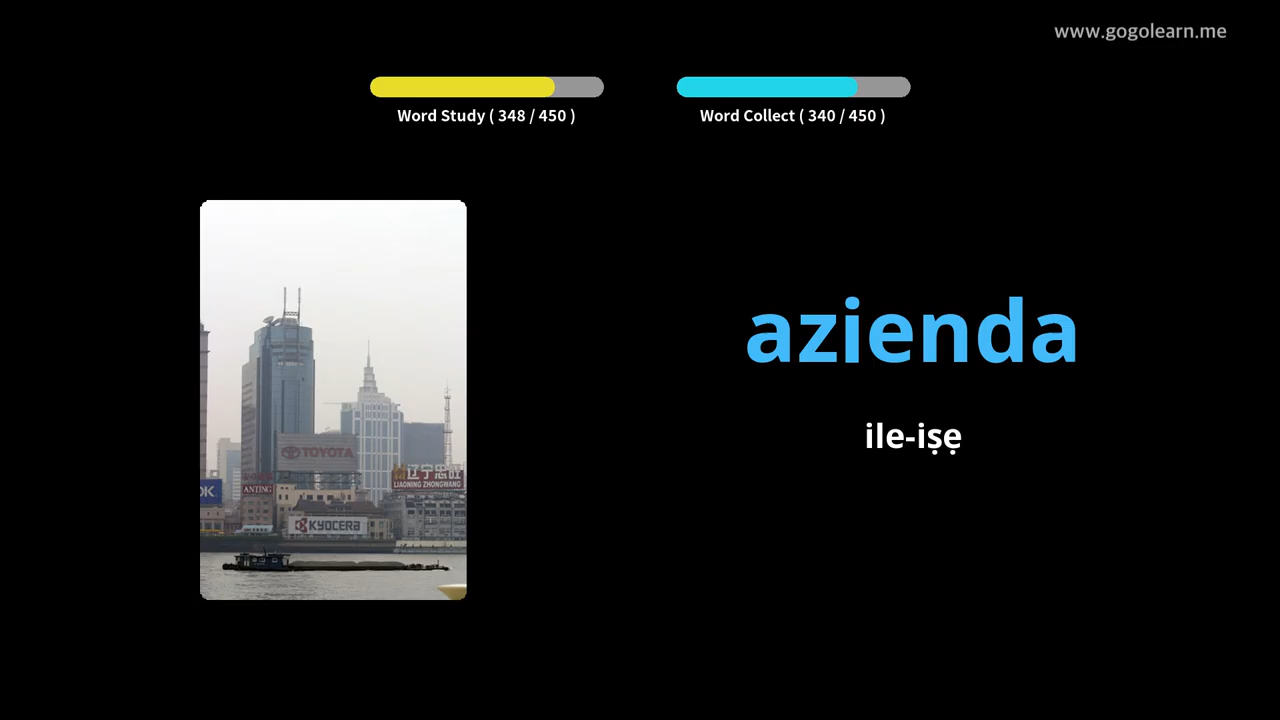 www.gogolearn.me
Word Study ( 348 / 450 )
Word Collect ( 340 / 450 )
azienda
ile-iṣẹ
TOYOTA
辽宁忠旺
LIAONING ZHONGWANG
OK
ANTING
KYOCERA